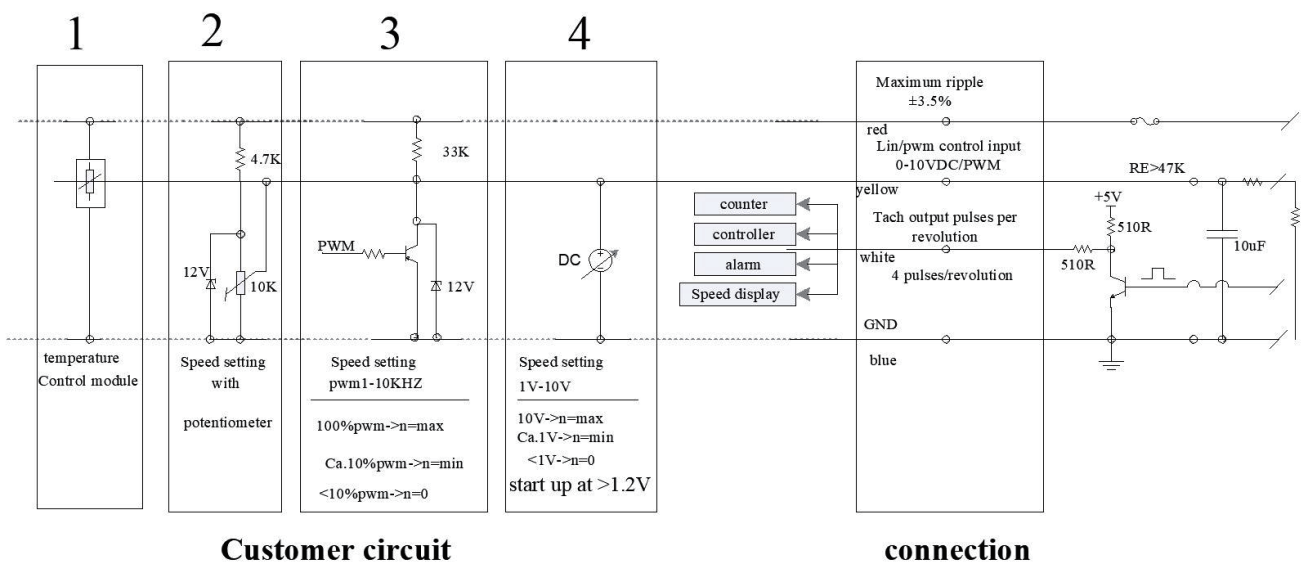 1
2
3
4
4.7K
12V
10K
33K
PWM
12V
DC
temperature
Control module
Speed setting
with
potentiometer
Speed setting
pwm1-10KHZ
100%pwm->n=max
Ca.10%pwm->n=min
<10%pwm->n=0
Speed setting
1V-10V
10V->n=max
Ca.1V->n=min
<1V->n=0
start up at >1.2V
counter
controller
alarm
Speed display
Maximum ripple
±3.5%
red
Lin/pwm control input
0-10VDC/PWM
yellow
Tach output pulses per
revolution
white
4 pulses/revolution
GND
blue
RE>47K
+5V
510R
510R
10uF
Customer circuit
connection